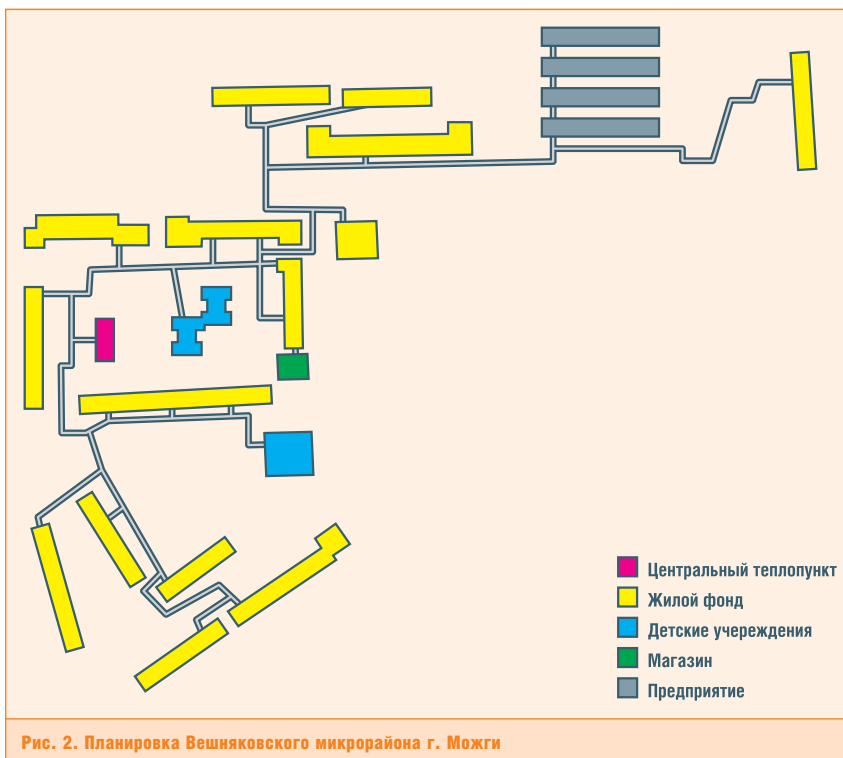 Центральный теплопункт
Жилой фонд
Детские учереждения
Магазин
Предприятие
Рис. 2. Планировка Вешняковского микрорайона г. Можги